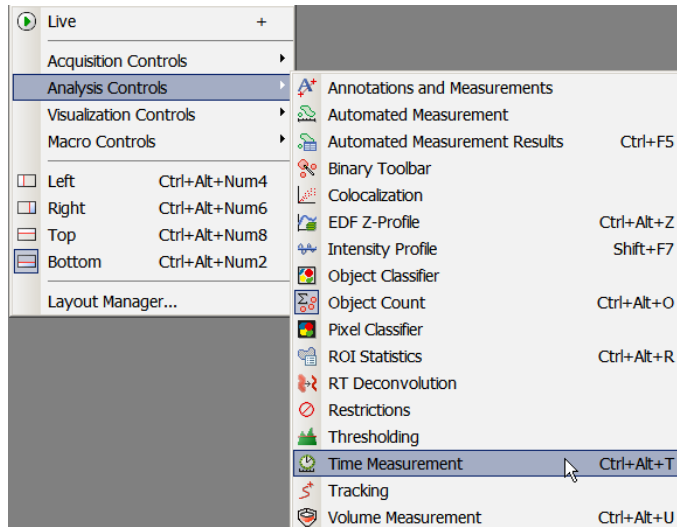 Live +
Acquisition Controls
Analysis Controls
Visualization Controls
Macro Controls
Left Ctrl+Alt+Num4
Right Ctrl+Alt+Num6
Top Ctrl+Alt+Num8
Bottom Ctrl+Alt+Num2
Layout Manager...
Annotations and Measurements
Automated Measurement
Automated Measurement Results Ctrl+F5
Binary Toolbar
Colocalization
EDF Z-Profile Ctrl+Alt+Z
Intensity Profile Shift+F7
Object Classifier
Object Count Ctrl+Alt+O
Pixel Classifier
ROI Statistics Ctrl+Alt+R
RT Deconvolution
Restrictions
Thresholding
Time Measurement Ctrl+Alt+T
Tracking
Volume Measurement Ctrl+Alt+U